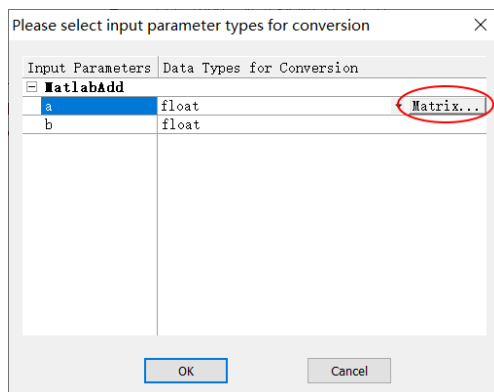 Please select input parameter types for conversion
Input Parameters Data Types for Conversion
MatlabAdd
a float Matrix...
b float
OK Cancel